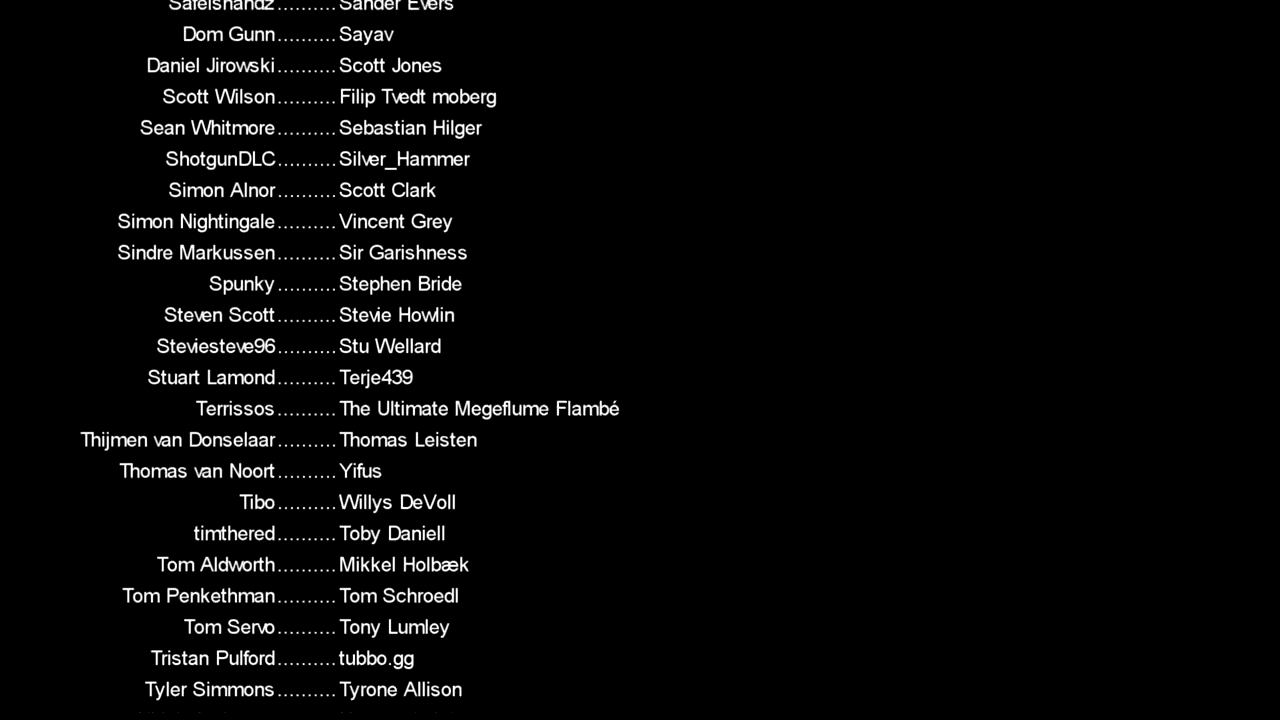 Safeishandz..........Sander Evers
Dom Gunn..........Sayav
Daniel Jirowski..........Scott Jones
Scott Wilson..........Filip Tvedt moberg
Sean Whitmore..........Sebastian Hilger
ShotgunDLC..........Silver_Hammer
Simon Alnor..........Scott Clark
Simon Nightingale..........Vincent Grey
Sindre Markussen..........Sir Garishness
Spunky..........Stephen Bride
Steven Scott..........Stevie Howlin
Steviesteve96..........Stu Wellard
Stuart Lamond..........Terje439
Terrissos..........The Ultimate Megeflume Flambé
Thijmen van Donselaar..........Thomas Leisten
Thomas van Noort..........Yifus
Tibo..........Willys DeVoll
timthered..........Toby Daniell
Tom Aldworth..........Mikkel Holbæk
Tom Penkethman..........Tom Schroedl
Tom Servo..........Tony Lumley
Tristan Pulford..........tubbo.gg
Tyler Simmons..........Tyrone Allison